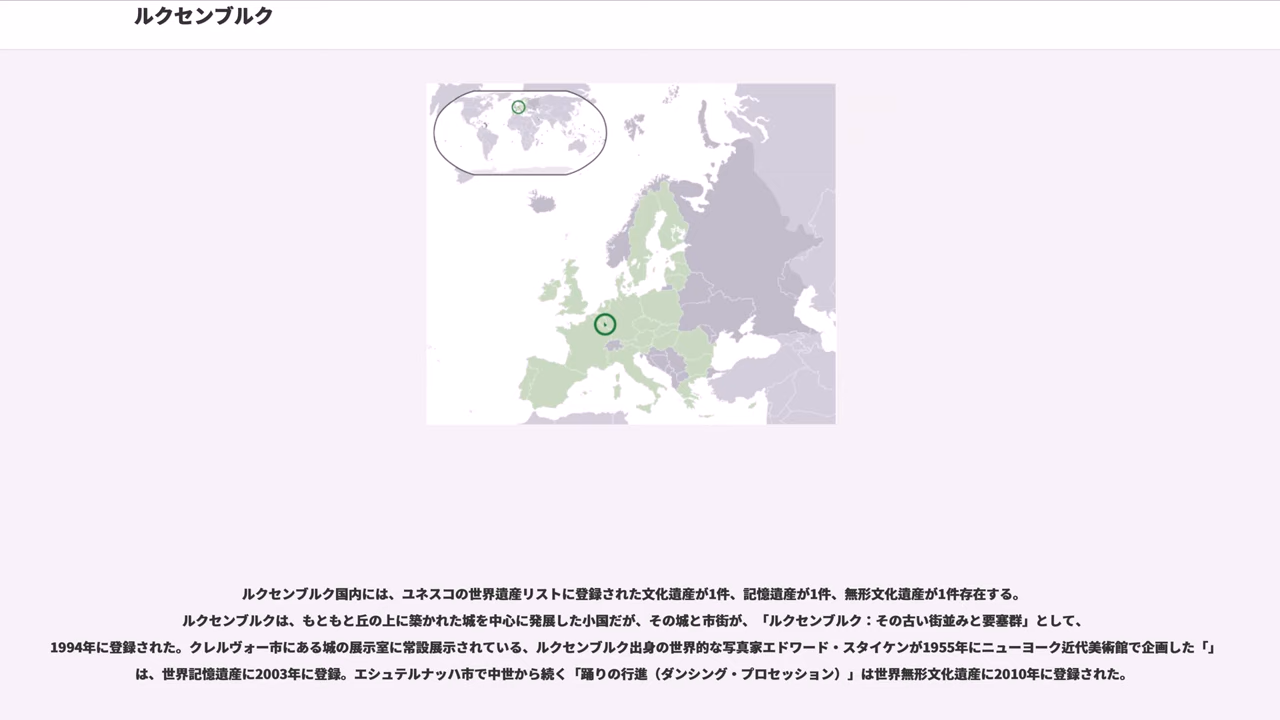 ルクセンブルク
ルクセンブルク国内には、ユネスコの世界遺産リストに登録された文化遺産が1件、記憶遺産が1件、無形文化遺産が1件存在する。
ルクセンブルクは、もともと丘の上に築かれた城を中心に発展した小国だが、その城と市街が、「ルクセンブルク：その古い街並みと要塞群」として、
1994年に登録された。クレルヴォー市にある城の展示室に常設展示されている、ルクセンブルク出身の世界的な写真家エドワード・スタイケンが1955年にニューヨーク近代美術館で企画した「」
は、世界記憶遺産に2003年に登録。エシュテルナッハ市で中世から続く「踊りの行進（ダンシング・プロセッション）」は世界無形文化遺産に2010年に登録された。